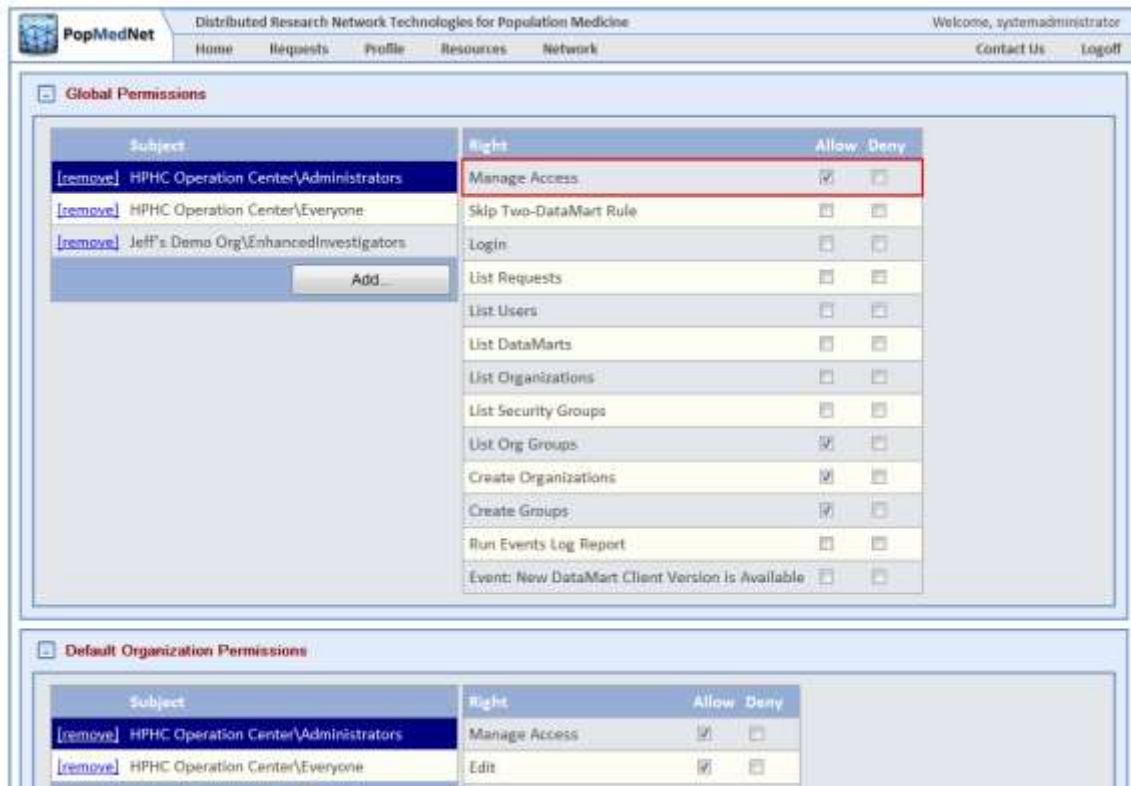 PopMedNet
Distributed Research Network Technologies for Population Medicine
Welcome, systemadministrator
Home Requests Profile Resources Network
Contact Us Logoff
Global Permissions
Subject
[remove] HPHC Operation Center\Administrators
[remove] HPHC Operation Center\Everyone
[remove] Jeff's Demo Org\EnhancedInvestigators
Add...
Right Allow Deny
Manage Access
Skip Two-DataMart Rule
Login
List Requests
List Users
List DataMarts
List Organizations
List Security Groups
List Org Groups
Create Organizations
Create Groups
Run Events Log Report
Event: New DataMart Client Version is Available
Default Organization Permissions
Subject
[remove] HPHC Operation Center\Administrators
[remove] HPHC Operation Center\Everyone
Right Allow Deny
Manage Access
Edit